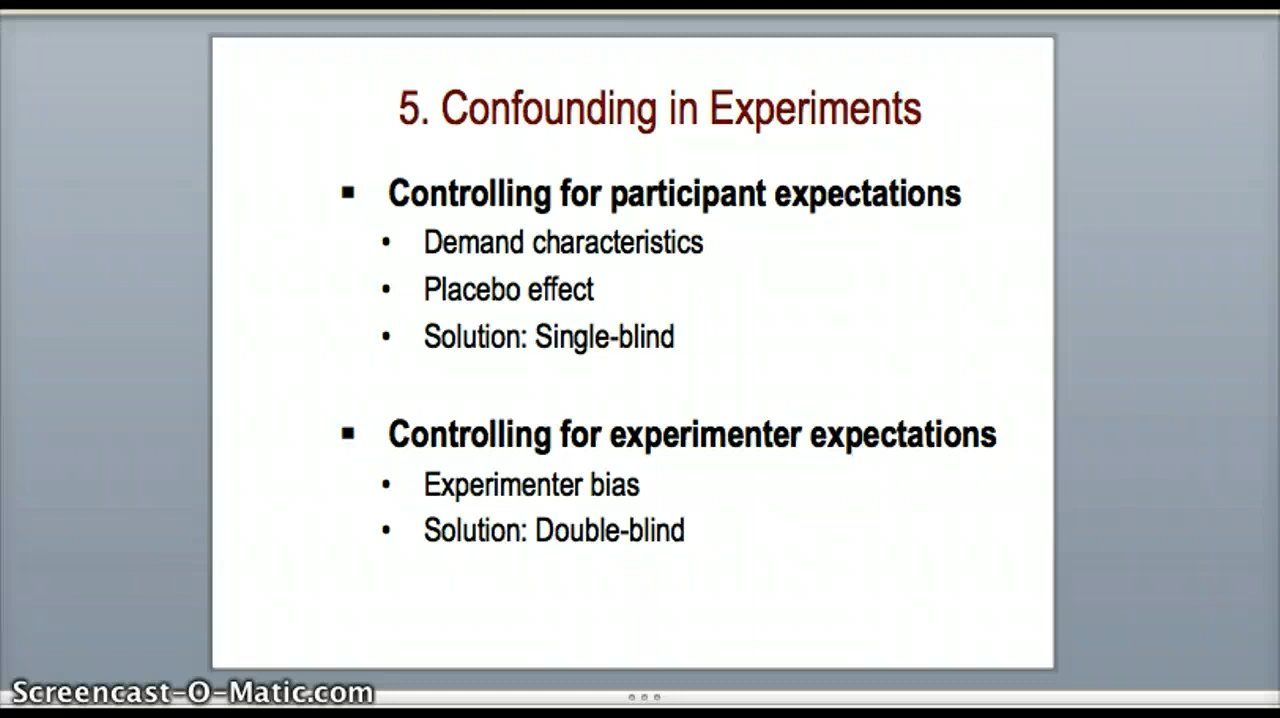 5. Confounding in Experiments
▪ Controlling for participant expectations
• Demand characteristics
• Placebo effect
• Solution: Single-blind
▪ Controlling for experimenter expectations
• Experimenter bias
• Solution: Double-blind
Screencast-O-Matic.com